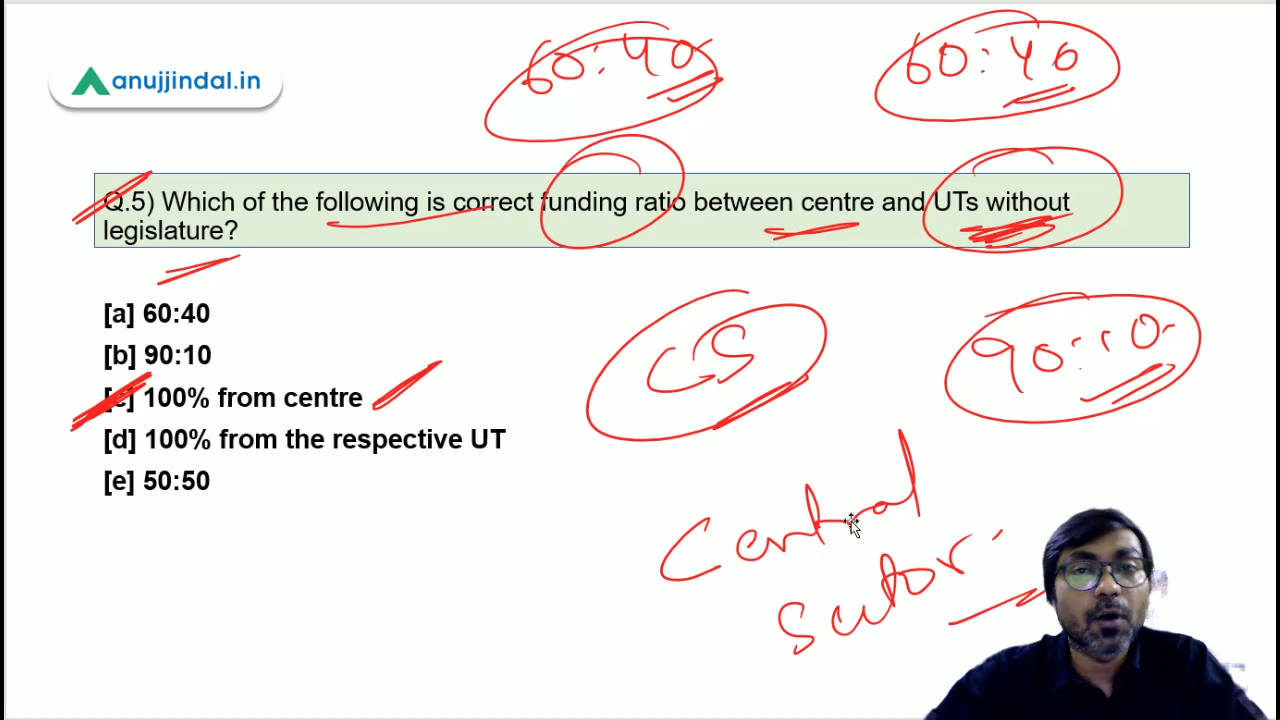 60:40
60:40
anujjindal.in
Q.5) Which of the following is correct funding ratio between centre and UTs without
legislature?
[a] 60:40
[b] 90:10
[c] 100% from centre
[d] 100% from the respective UT
[e] 50:50
CS
90:10
Central
Sector